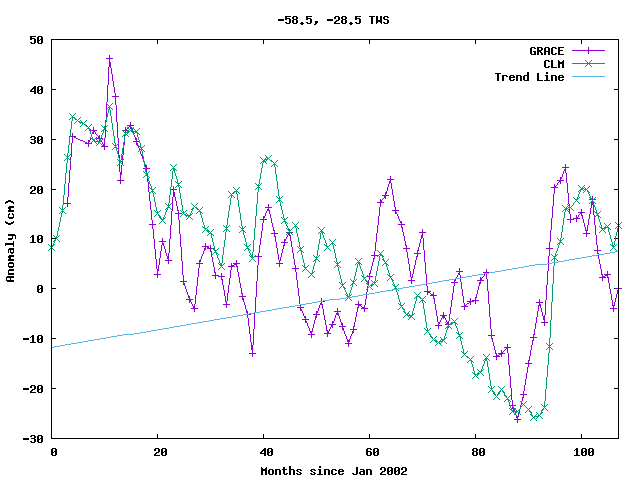 -58.5, -28.5 TWS
GRACE
CLM
Trend Line
50
40
30
20
10
0
-10
-20
-30
Anomaly (cm)
0 20 40 60 80 100
Months since Jan 2002